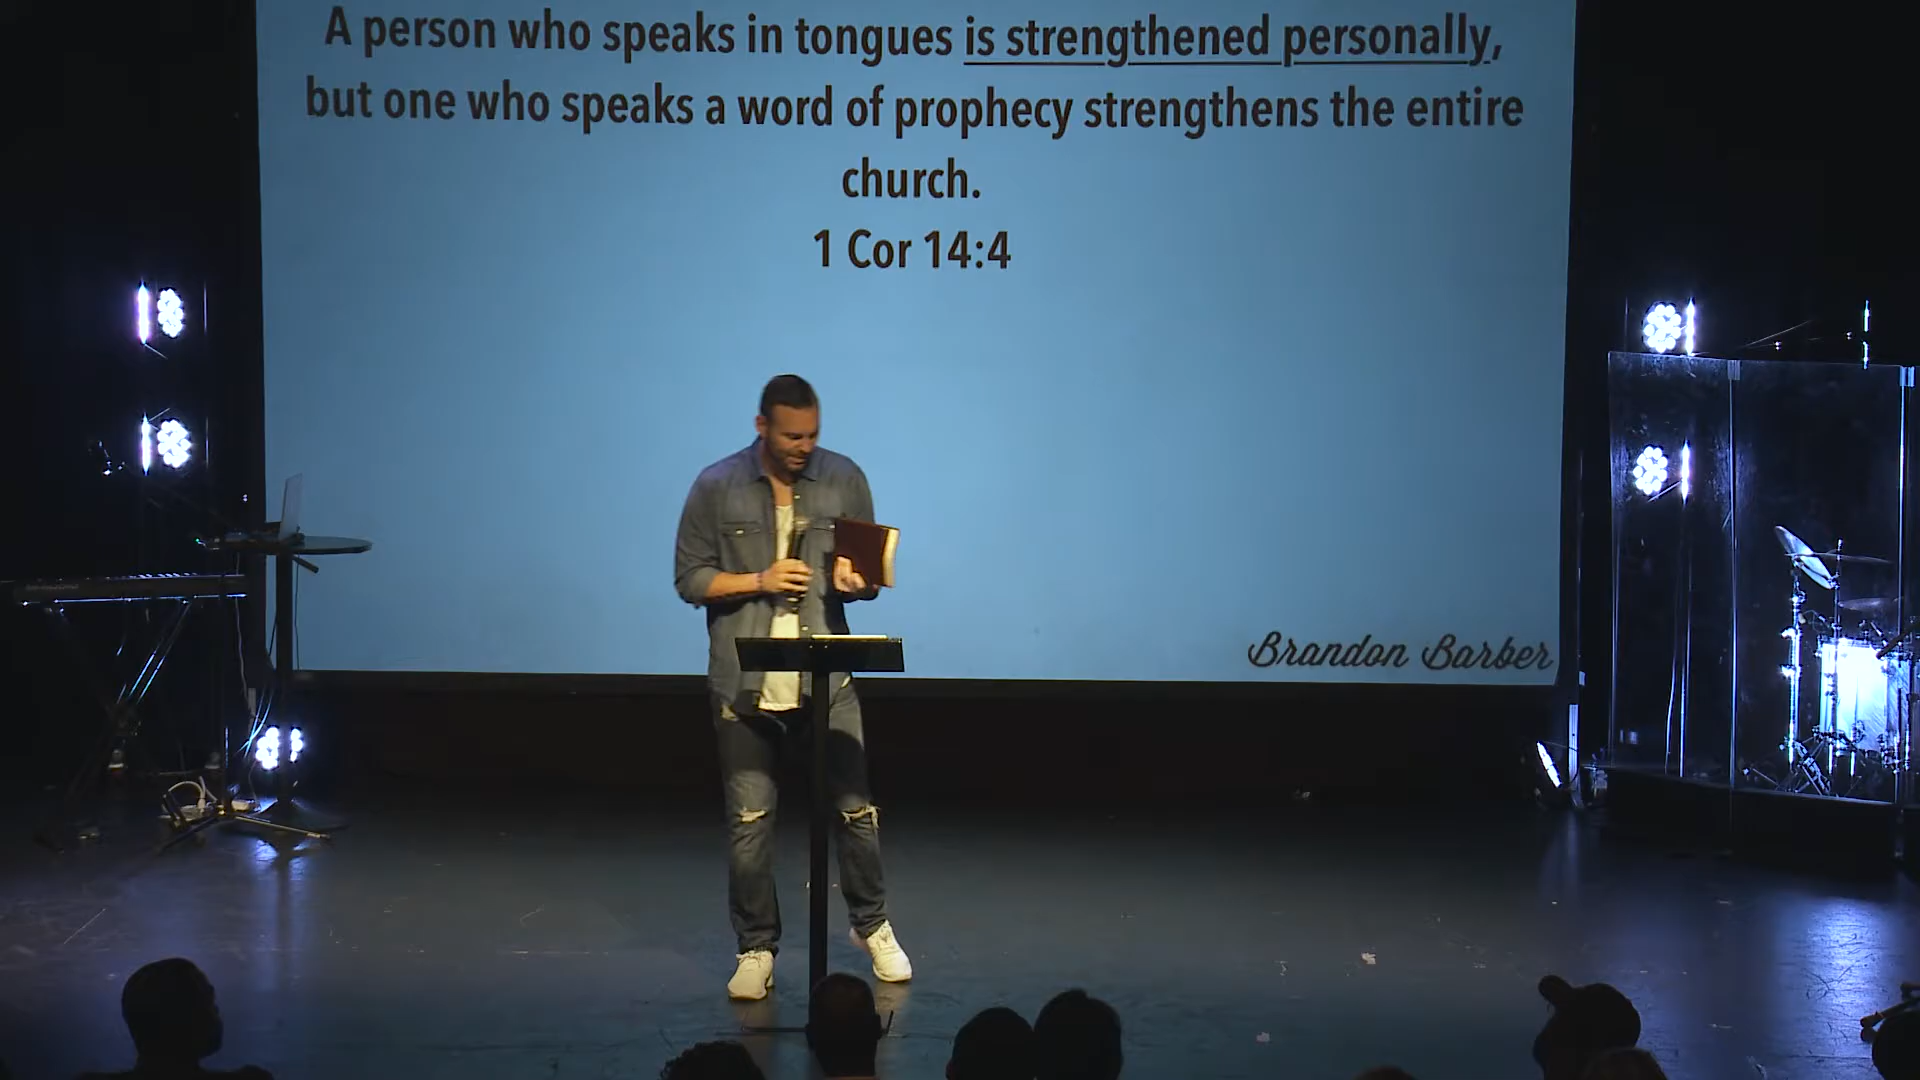 A person who speaks in tongues is strengthened personally,
but one who speaks a word of prophecy strengthens the entire
church.
1 Cor 14:4
Brandon Barber